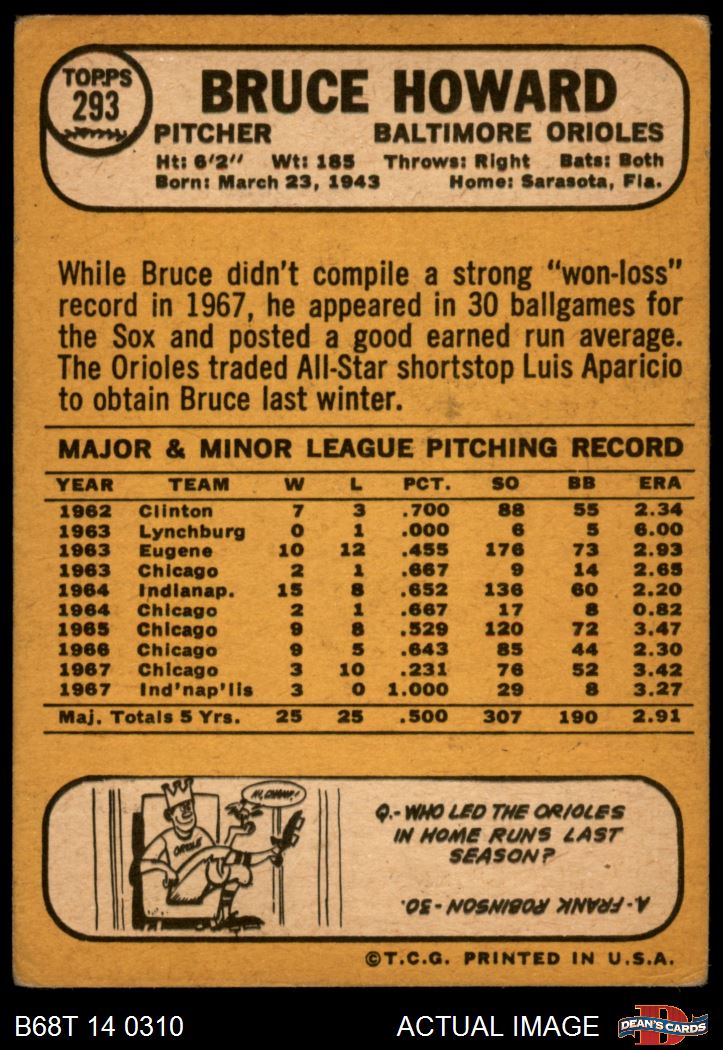 TOPPS
293
BRUCE HOWARD
PITCHER BALTIMORE ORIOLES
Ht: 6'2" Wt: 185 Throws: Right Bats: Both
Born: March 23, 1943 Home: Sarasota, Fla.
While Bruce didn't compile a strong "won-loss"
record in 1967, he appeared in 30 ballgames for
the Sox and posted a good earned run average.
The Orioles traded All-Star shortstop Luis Aparicio
to obtain Bruce last winter.
MAJOR & MINOR LEAGUE PITCHING RECORD
YEAR TEAM W L PCT. SO BB ERA
1962 Clinton 7 3 .700 88 55 2.34
1963 Lynchburg 0 1 .000 6 5 6.00
1963 Eugene 10 12 .455 176 73 2.93
1963 Chicago 2 1 .667 9 14 2.65
1964 Indianap. 15 8 .652 136 60 2.20
1964 Chicago 2 1 .667 17 8 0.82
1965 Chicago 9 8 .529 120 72 3.47
1966 Chicago 9 5 .643 85 44 2.30
1967 Chicago 3 10 .231 76 52 3.42
1967 Ind'nap'lis 3 0 1.000 29 8 3.27
Maj. Totals 5 Yrs. 25 25 .500 307 190 2.91
HI, CHAMP!
ORIOLE
Q.-WHO LED THE ORIOLES
IN HOME RUNS LAST
SEASON?
A-FRANK ROBINSON-30.
©T.C.G. PRINTED IN U.S.A.
B68T 14 0310 ACTUAL IMAGE
D
DEAN'S CARDS